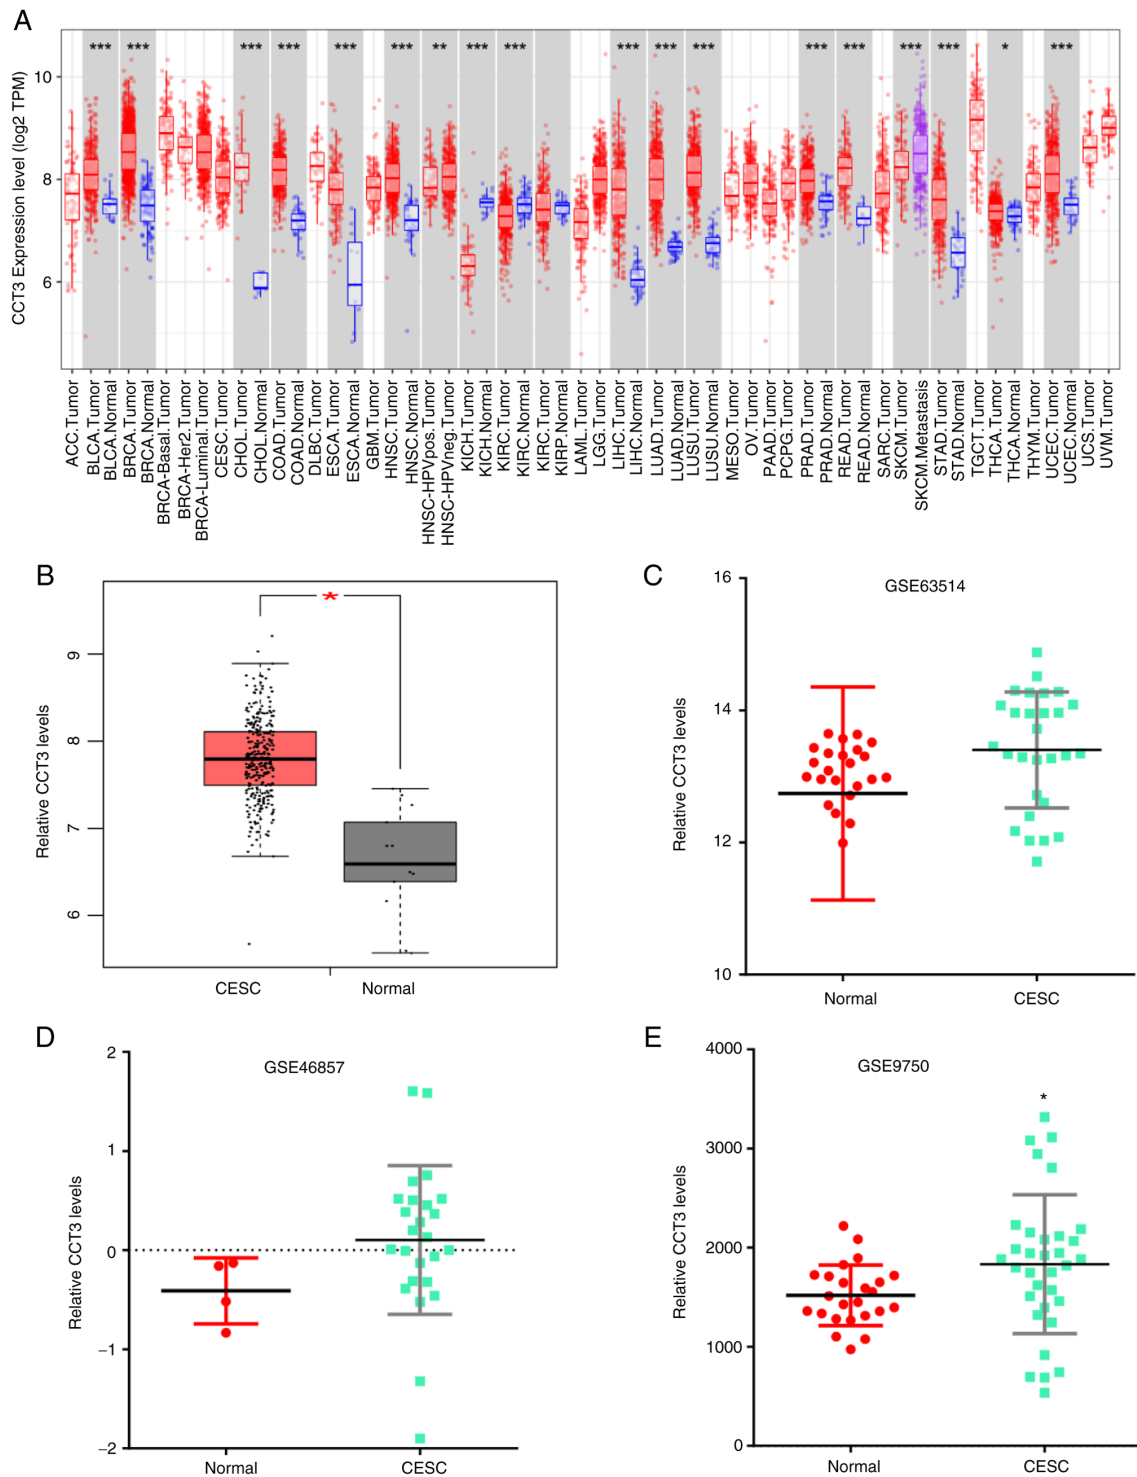 A
CCT3 Expression level (log2 TPM)
10
8
6
*** *** *** *** *** *** ** *** *** *** *** *** *** *** *** *** * ***
ACC.Tumor
BLCA.Tumor
BLCA.Normal
BRCA.Tumor
BRCA.Normal
BRCA-Basal.Tumor
BRCA-Her2.Tumor
BRCA-Luminal.Tumor
CESC.Tumor
CHOL.Tumor
CHOL.Normal
COAD.Tumor
COAD.Normal
DLBC.Tumor
ESCA.Tumor
ESCA.Normal
GBM.Tumor
HNSC.Tumor
HNSC.Normal
HNSC-HPVpos.Tumor
HNSC-HPVneg.Tumor
KICH.Tumor
KICH.Normal
KIRC.Tumor
KIRC.Normal
KIRC.Tumor
KIRP.Normal
LAML.Tumor
LGG.Tumor
LIHC.Tumor
LIHC.Normal
LUAD.Tumor
LUAD.Normal
LUSU.Tumor
LUSU.Normal
MESO.Tumor
OV.Tumor
PAAD.Tumor
PCPG.Tumor
PRAD.Tumor
PRAD.Normal
READ.Tumor
READ.Normal
SARC.Tumor
SKCM.Tumor
SKCM.Metastasis
STAD.Tumor
STAD.Normal
TGCT.Tumor
THCA.Tumor
THCA.Normal
THYM.Tumor
UCEC.Tumor
UCEC.Normal
UCS.Tumor
UVM.Tumor
B
Relative CCT3 levels
9
8
7
6
*
CESC Normal
C
GSE63514
Relative CCT3 levels
16
14
12
10
Normal CESC
D
GSE46857
Relative CCT3 levels
2
1
0
−1
−2
Normal CESC
E
GSE9750
Relative CCT3 levels
4000
3000
2000
1000
0
*
Normal CESC